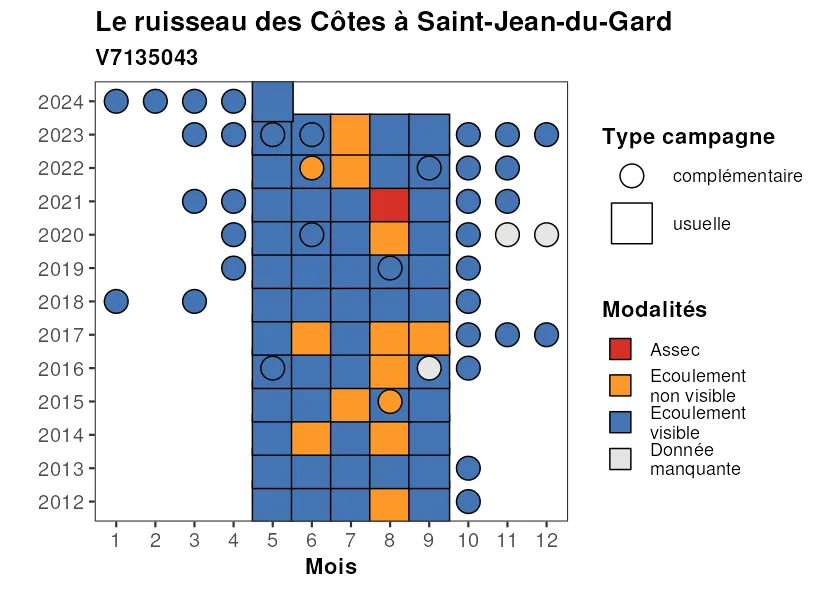 Le ruisseau des Côtes à Saint-Jean-du-Gard
V7135043
2024
2023
2022
2021
2020
2019
2018
2017
2016
2015
2014
2013
2012
1 2 3 4 5 6 7 8 9 10 11 12
Mois
Type campagne
complémentaire
usuelle
Modalités
Assec
Ecoulement
non visible
Ecoulement
visible
Donnée
manquante